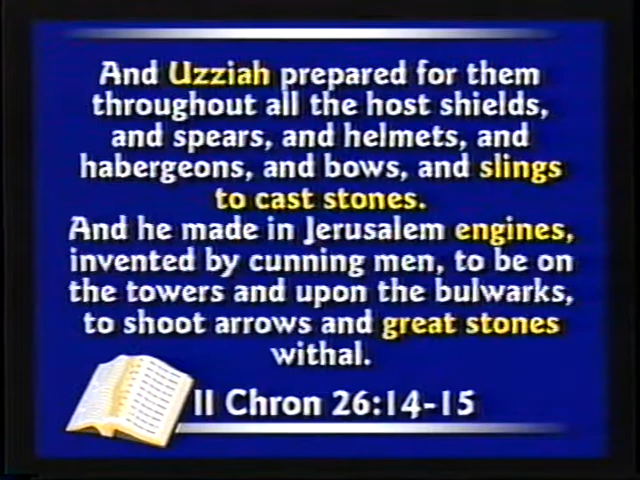 And Uzziah prepared for them
throughout all the host shields,
and spears, and helmets, and
habergeons, and bows, and slings
to cast stones.
And he made in Jerusalem engines,
invented by cunning men, to be on
the towers and upon the bulwarks,
to shoot arrows and great stones
withal.
II Chron 26:14-15